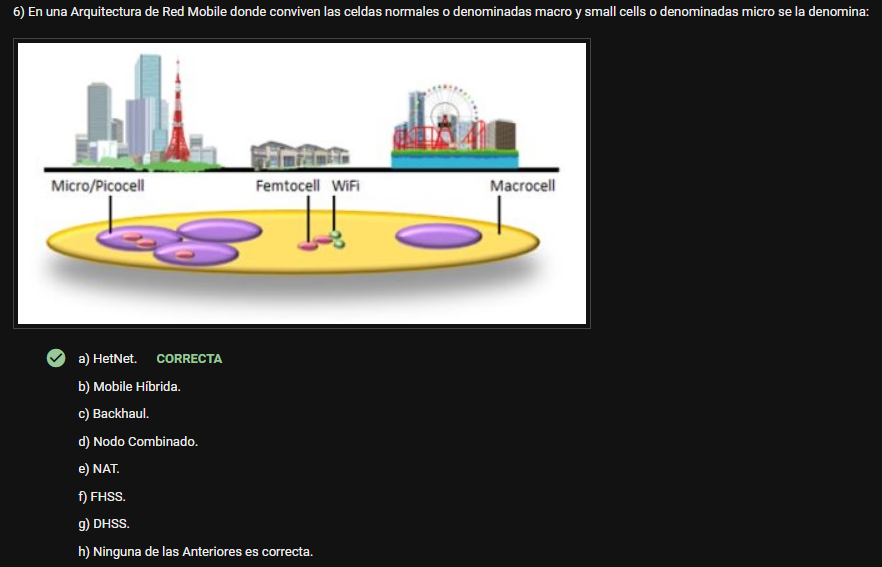 6) En una Arquitectura de Red Mobile donde conviven las celdas normales o denominadas macro y small cells o denominadas micro se la denomina:
Micro/Picocell
Femtocell WiFi
Macrocell
a) HetNet. CORRECTA
b) Mobile Híbrida.
c) Backhaul.
d) Nodo Combinado.
e) NAT.
f) FHSS.
g) DHSS.
h) Ninguna de las Anteriores es correcta.